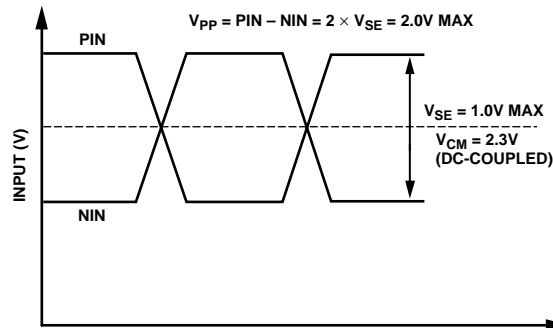 V_PP = PIN – NIN = 2 × V_SE = 2.0V MAX
PIN
V_SE = 1.0V MAX
V_CM = 2.3V
(DC-COUPLED)
INPUT (V)
NIN